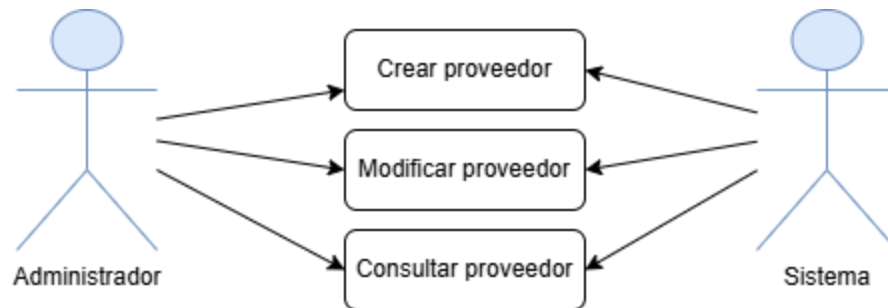 Crear proveedor
Modificar proveedor
Consultar proveedor
Administrador
Sistema